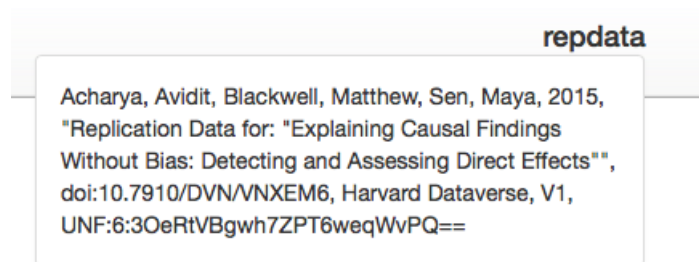 repdata
Acharya, Avidit, Blackwell, Matthew, Sen, Maya, 2015,
"Replication Data for: "Explaining Causal Findings
Without Bias: Detecting and Assessing Direct Effects"",
doi:10.7910/DVN/VNXEM6, Harvard Dataverse, V1,
UNF:6:3OeRtVBgwh7ZPT6weqWvPQ==